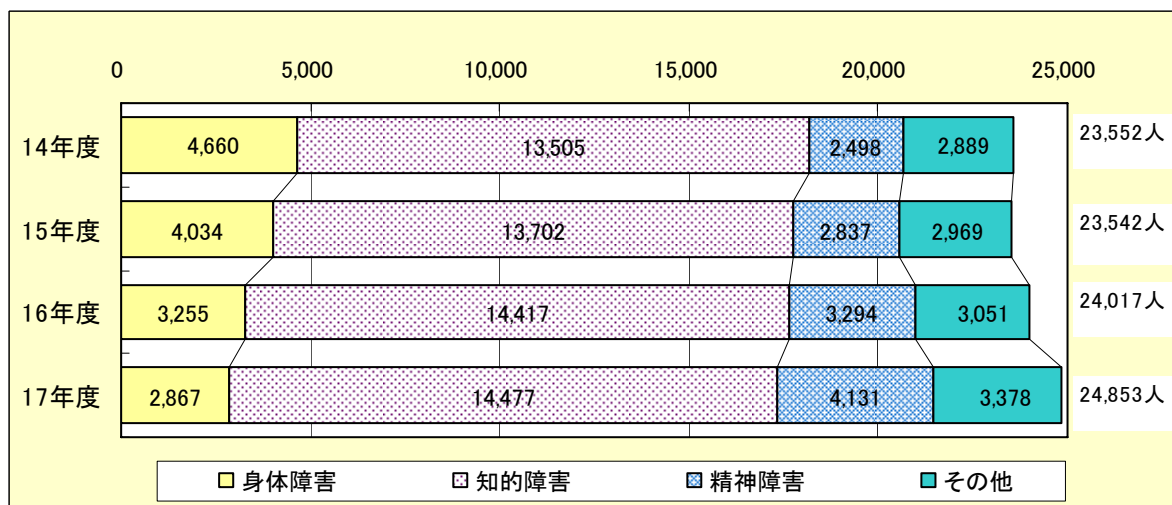 0 5,000 10,000 15,000 20,000 25,000
14年度 4,660 13,505 2,498 2,889 23,552人
15年度 4,034 13,702 2,837 2,969 23,542人
16年度 3,255 14,417 3,294 3,051 24,017人
17年度 2,867 14,477 4,131 3,378 24,853人
身体障害 知的障害 精神障害 その他